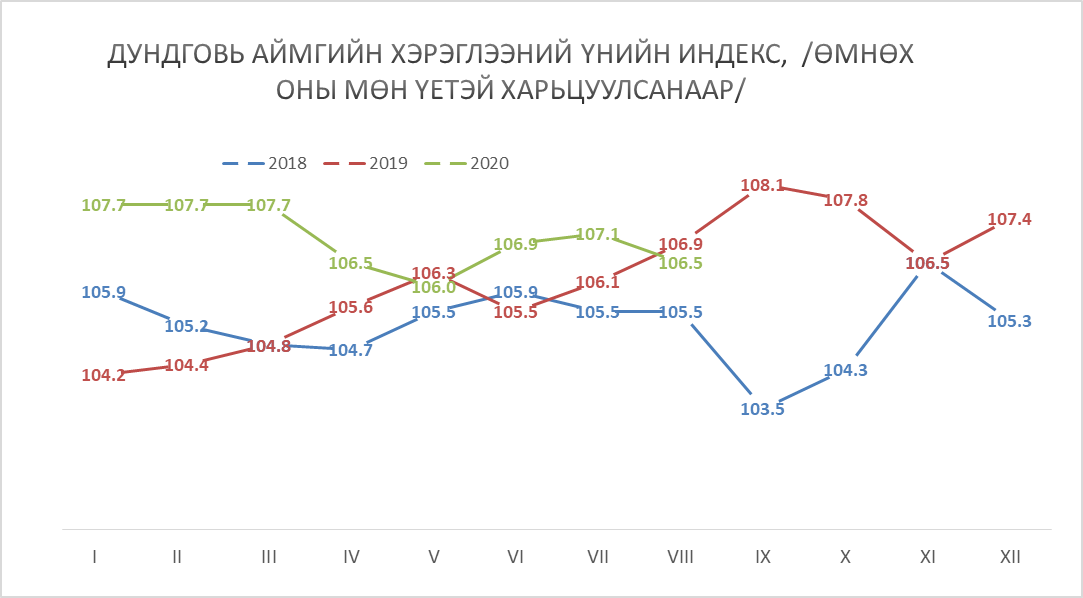 ДУНДГОВЬ АЙМГИЙН ХЭРЭГЛЭЭНИЙ ҮНИЙН ИНДЕКС, /ӨМНӨХ
ОНЫ МӨН ҮЕТЭЙ ХАРЬЦУУЛСАНААР/
2018 2019 2020
107.7 107.7 107.7 106.5 106.0 106.9 107.1 106.5
104.2 104.4 104.8 105.6 106.3 105.5 106.1 106.9 108.1 107.8 106.5 107.4
105.9 105.2 104.8 104.7 105.5 105.9 105.5 105.5 103.5 104.3 106.5 105.3
I II III IV V VI VII VIII IX X XI XII